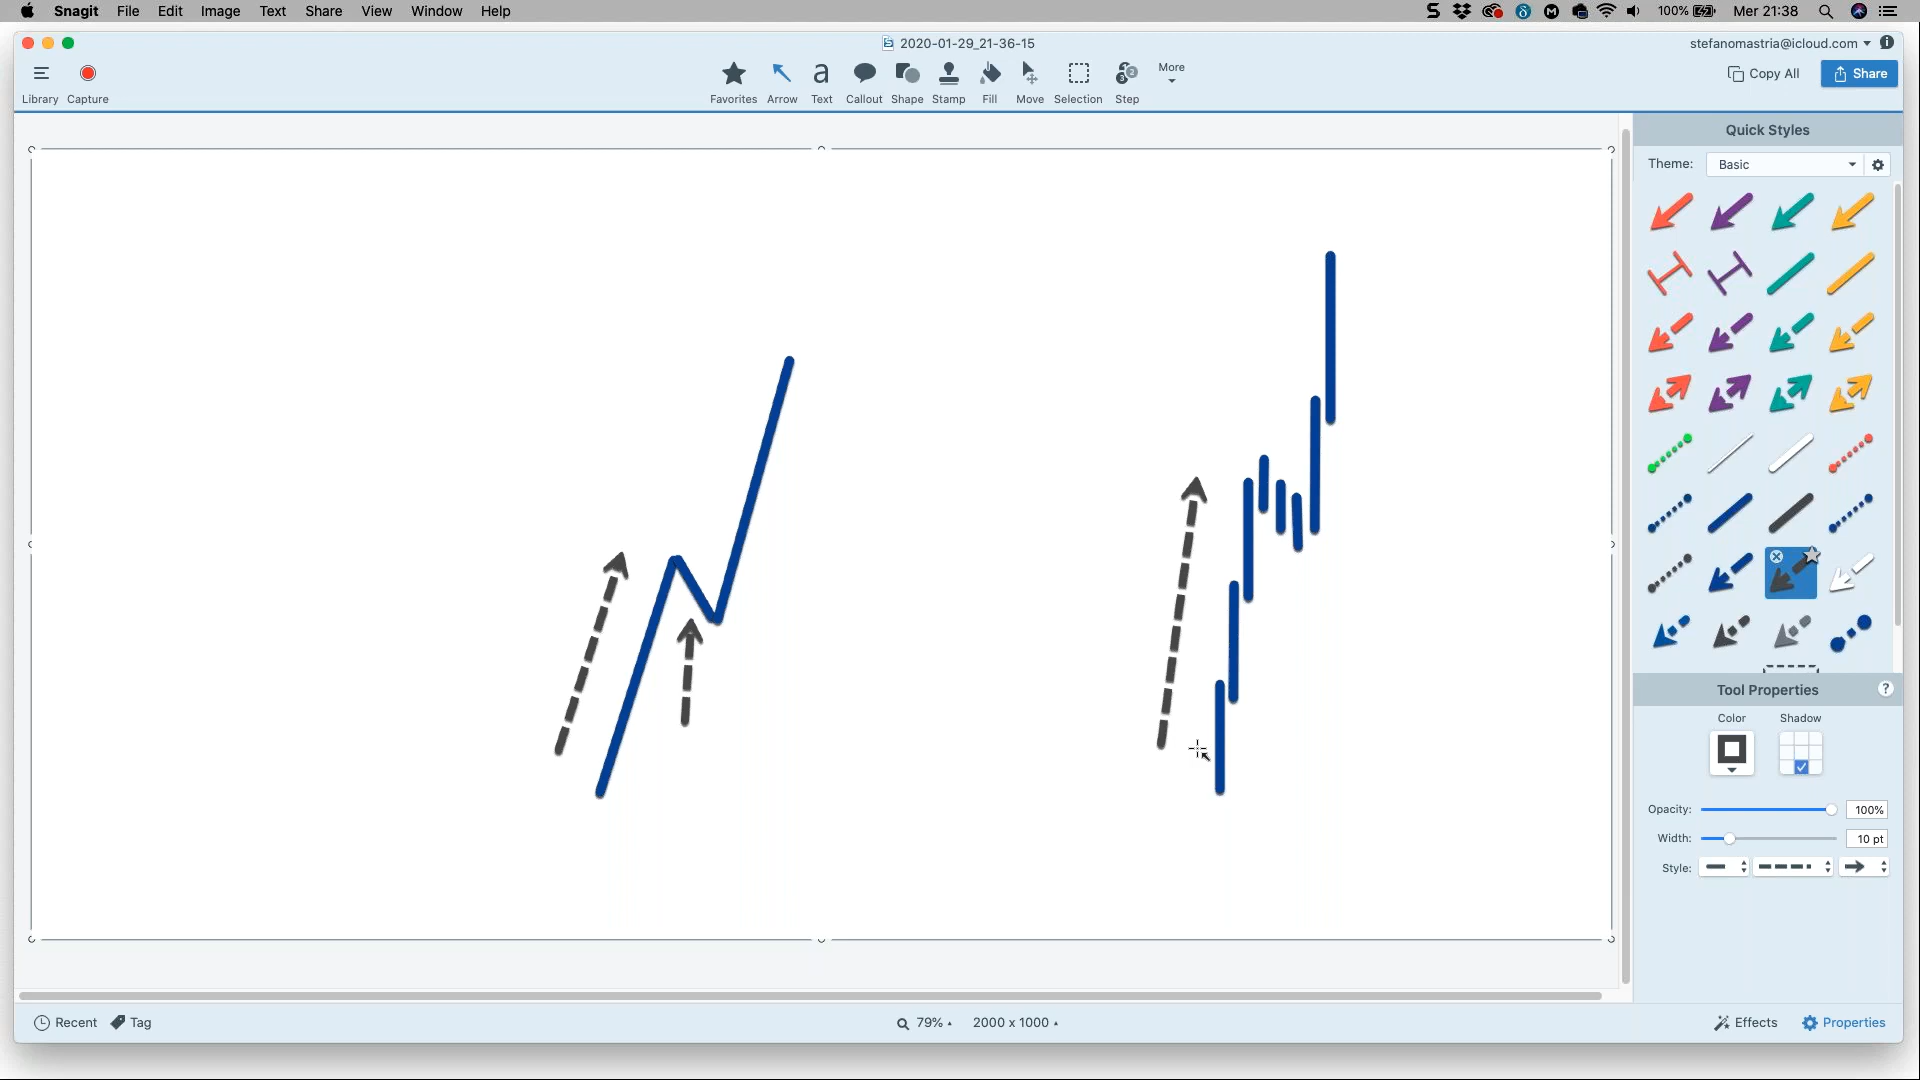 Snagit File Edit Image Text Share View Window Help 100% Mer 21:38
2020-01-29_21-36-15 stefanomastria@icloud.com
Library Capture Favorites Arrow Text Callout Shape Stamp Fill Move Selection Step More Copy All Share
Quick Styles
Theme: Basic
Tool Properties ?
Color Shadow
Opacity: 100%
Width: 10 pt
Style:
Recent Tag 79% 2000 x 1000 Effects Properties